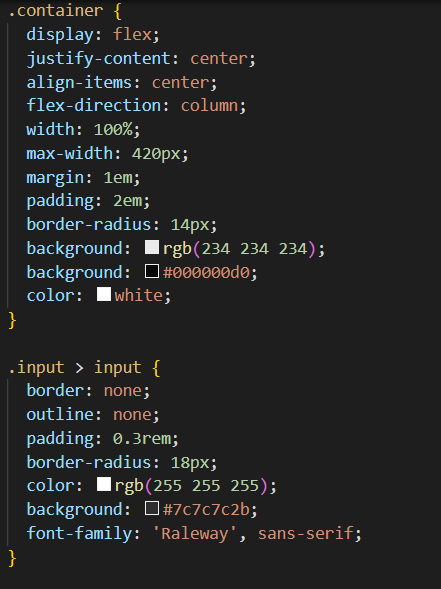 .container {
display: flex;
justify-content: center;
align-items: center;
flex-direction: column;
width: 100%;
max-width: 420px;
margin: 1em;
padding: 2em;
border-radius: 14px;
background: rgb(234 234 234);
background: #000000d0;
color: white;
}
.input > input {
border: none;
outline: none;
padding: 0.3rem;
border-radius: 18px;
color: rgb(255 255 255);
background: #7c7c7c2b;
font-family: 'Raleway', sans-serif;
}